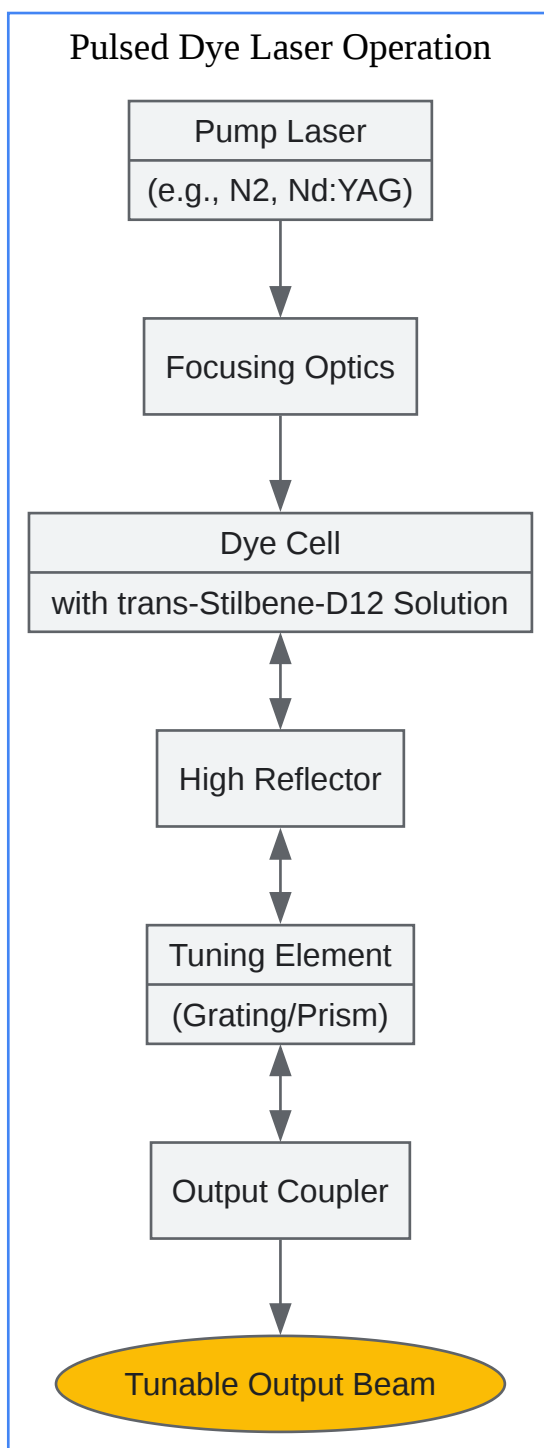 Pulsed Dye Laser Operation
Pump Laser
(e.g., N2, Nd:YAG)
Focusing Optics
Dye Cell
with trans-Stilbene-D12 Solution
High Reflector
Tuning Element
(Grating/Prism)
Output Coupler
Tunable Output Beam